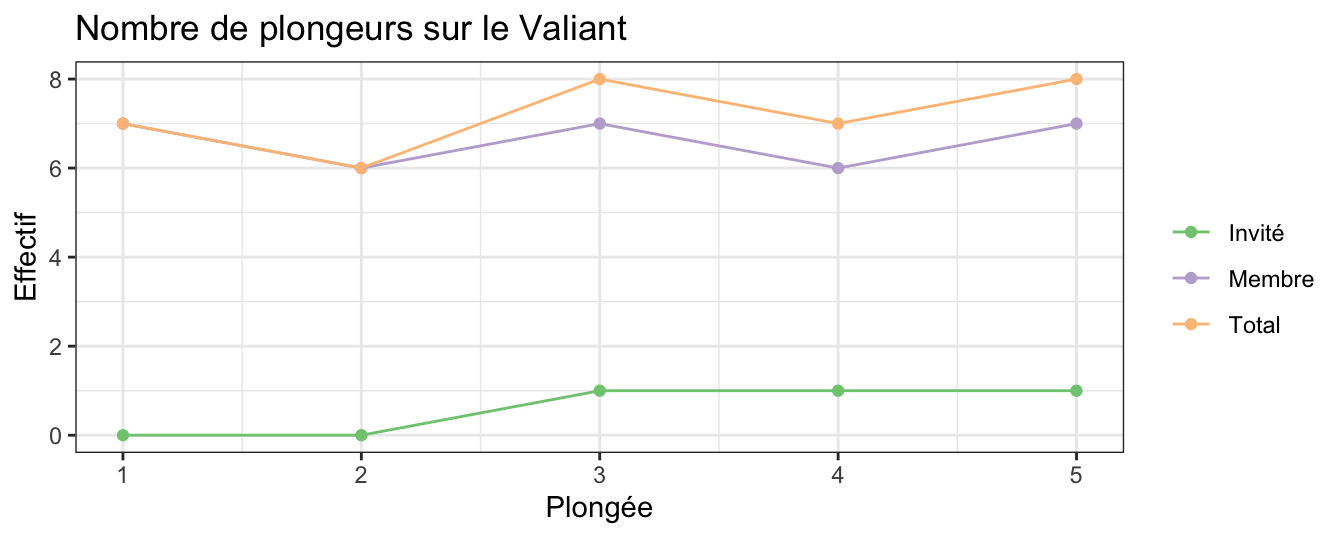 Nombre de plongeurs sur le Valiant
8
6
4
2
0
Effectif
1 2 3 4 5
Plongée
Invité
Membre
Total